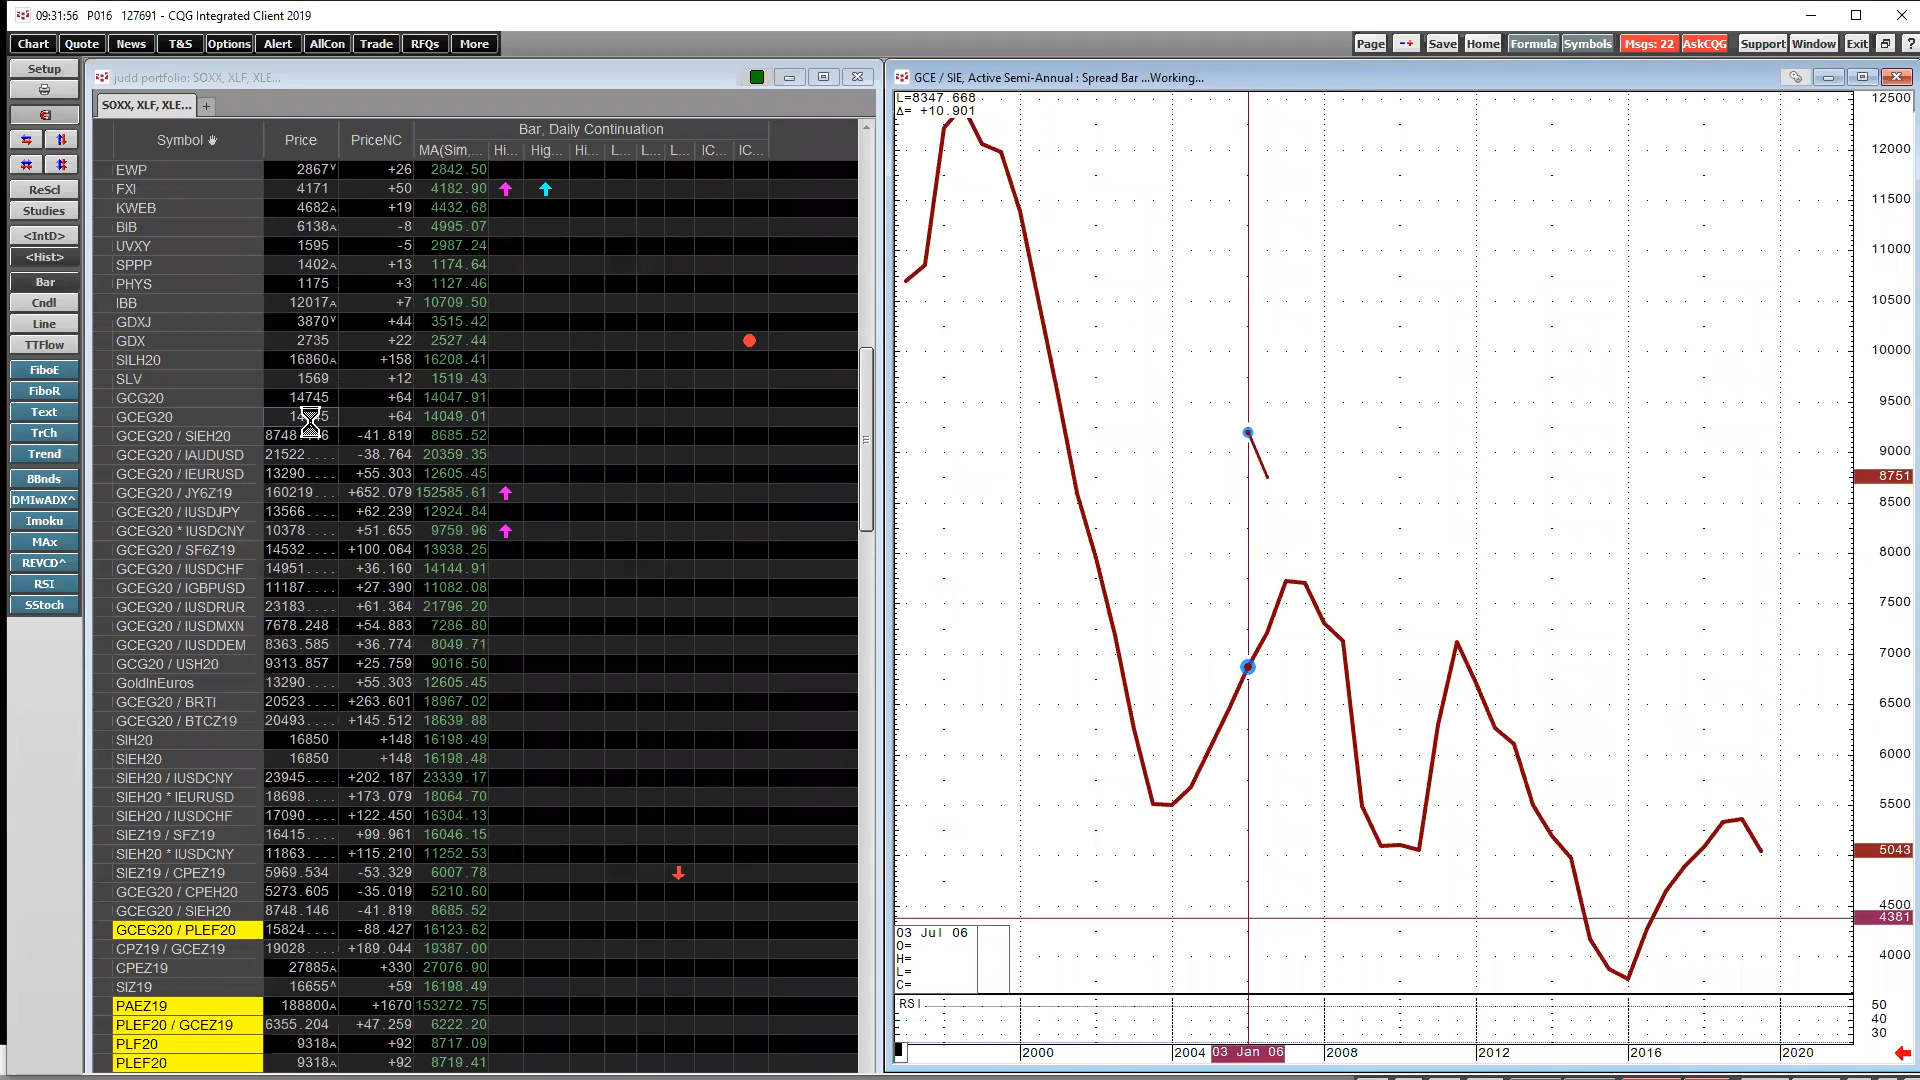 09:31:56 P016 127691 - CQG Integrated Client 2019
Chart Quote News T&S Options Alert AllCon Trade RFQs More
Page -+ Save Home Formula Symbols Msgs: 22 AskCQG Support Window Exit ?
Setup
ReScl
Studies
<IntD>
<Hist>
Bar
Cndl
Line
TTFlow
FiboE
FiboR
Text
TrCh
Trend
BBnds
DMIwADX^
Imoku
MAx
REVCD^
RSI
SStoch
judd portfolio: SOXX, XLF, XLE...
SOXX, XLF, XLE... +
Bar, Daily Continuation
Symbol Price PriceNC MA(Sim,... Hi... Hig... Hi... L... L... L... IC... IC...
EWP 2867v +26 2842.50
FXI 4171 +50 4182.90
KWEB 4682A +19 4432.68
BIB 6138A -8 4995.07
UVXY 1595 -5 2987.24
SPPP 1402A +13 1174.64
PHYS 1175 +3 1127.46
IBB 12017A +7 10709.50
GDXJ 3870v +44 3515.42
GDX 2735 +22 2527.44
SILH20 16860A +158 16208.41
SLV 1569 +12 1519.43
GCG20 14745 +64 14047.91
GCEG20 +64 14049.01
GCEG20 / SIEH20 -41.819 8685.52
GCEG20 / IAUDUSD 21522.... -38.764 20359.35
GCEG20 / IEURUSD 13290.... +55.303 12605.45
GCEG20 / JY6Z19 160219... +652.079 152585.61
GCEG20 / IUSDJPY 13566.... +62.239 12924.84
GCEG20 * IUSDCNY 10378.... +51.655 9759.96
GCEG20 / SF6Z19 14532.... +100.064 13938.25
GCEG20 / IUSDCHF 14951.... +36.160 14144.91
GCEG20 / IGBPUSD 11187.... +27.390 11082.08
GCEG20 / IUSDRUR 23183.... +61.364 21796.20
GCEG20 / IUSDMXN 7678.248 +54.883 7286.80
GCEG20 / IUSDDEM 8363.585 +36.774 8049.71
GCG20 / USH20 9313.857 +25.759 9016.50
GoldInEuros 13290.... +55.303 12605.45
GCEG20 / BRTI 20523.... +263.601 18967.02
GCEG20 / BTCZ19 20493.... +145.512 18639.88
SIH20 16850 +148 16198.49
SIEH20 16850 +148 16198.48
SIEH20 / IUSDCNY 23945.... +202.187 23339.17
SIEH20 * IEURUSD 18698.... +173.079 18064.70
SIEH20 / IUSDCHF 17090.... +122.450 16304.13
SIEZ19 / SFZ19 16415.... +99.961 16046.15
SIEH20 * IUSDCNY 11863.... +115.210 11252.53
SIEZ19 / CPEZ19 5969.534 -53.329 6007.78
GCEG20 / CPEH20 5273.605 -35.019 5210.60
GCEG20 / SIEH20 8748.146 -41.819 8685.52
GCEG20 / PLEF20 15824.... -88.427 16123.62
CPZ19 / GCEZ19 19028.... +189.044 19387.00
CPEZ19 27885A +330 27076.90
SIZ19 16655^ +59 16198.49
PAEZ19 188800A +1670 153272.75
PLEF20 / GCEZ19 6355.204 +47.259 6222.20
PLF20 9318A +92 8717.09
PLEF20 9318A +92 8719.41
GCE / SIE, Active Semi-Annual : Spread Bar ...Working...
L=8347.668
Δ= +10.901
12500
12000
11500
11000
10500
10000
9500
9000
8751
8500
8000
7500
7000
6500
6000
5500
5043
4500
4381
4000
03 Jul 06
O=
H=
L=
C=
RSI
50
40
30
2000 2004 03 Jan 06 2008 2012 2016 2020